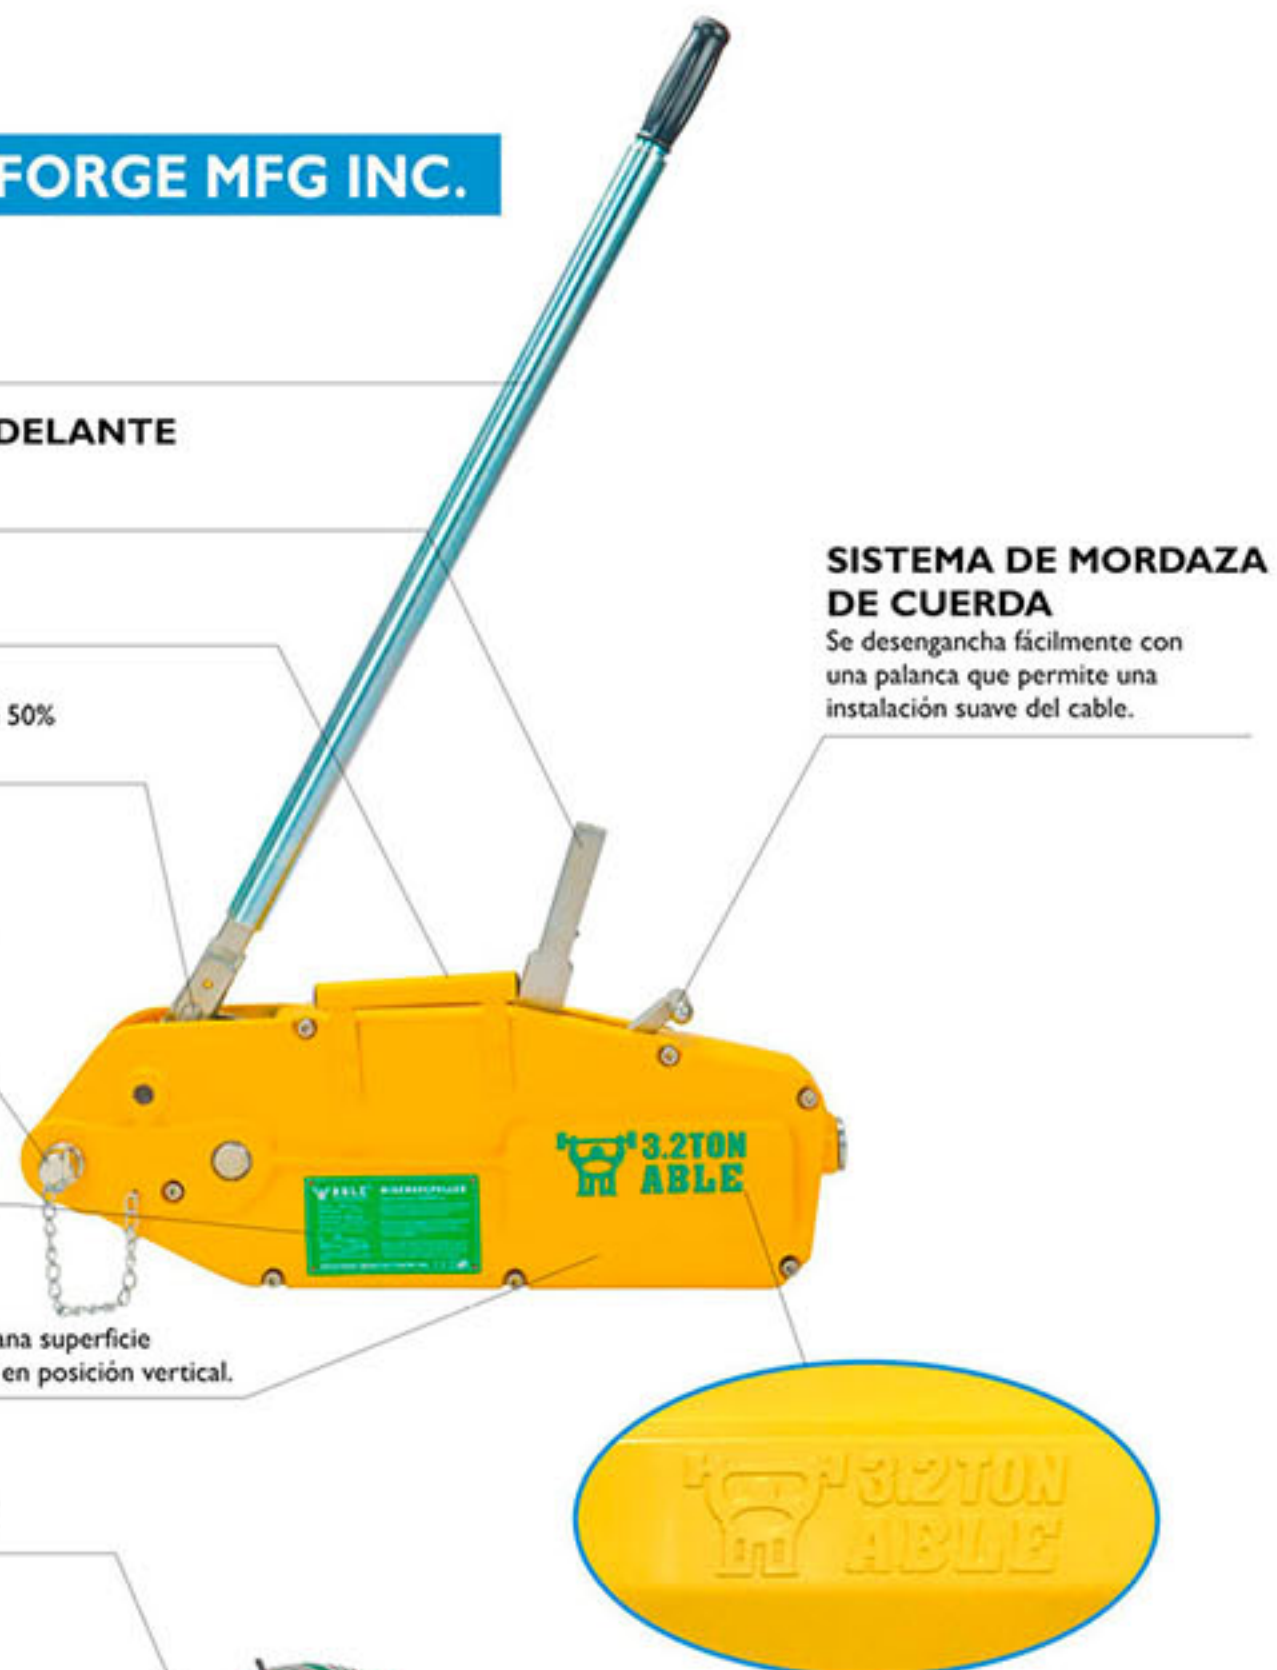 FORGE MFG INC.
DELANTE
SISTEMA DE MORDAZA
DE CUERDA
Se desengancha fácilmente con
una palanca que permite una
instalación suave del cable.
50%
3.2TON
ABLE
ABLE
ana superficie
en posición vertical.
3.2TON
ABLE